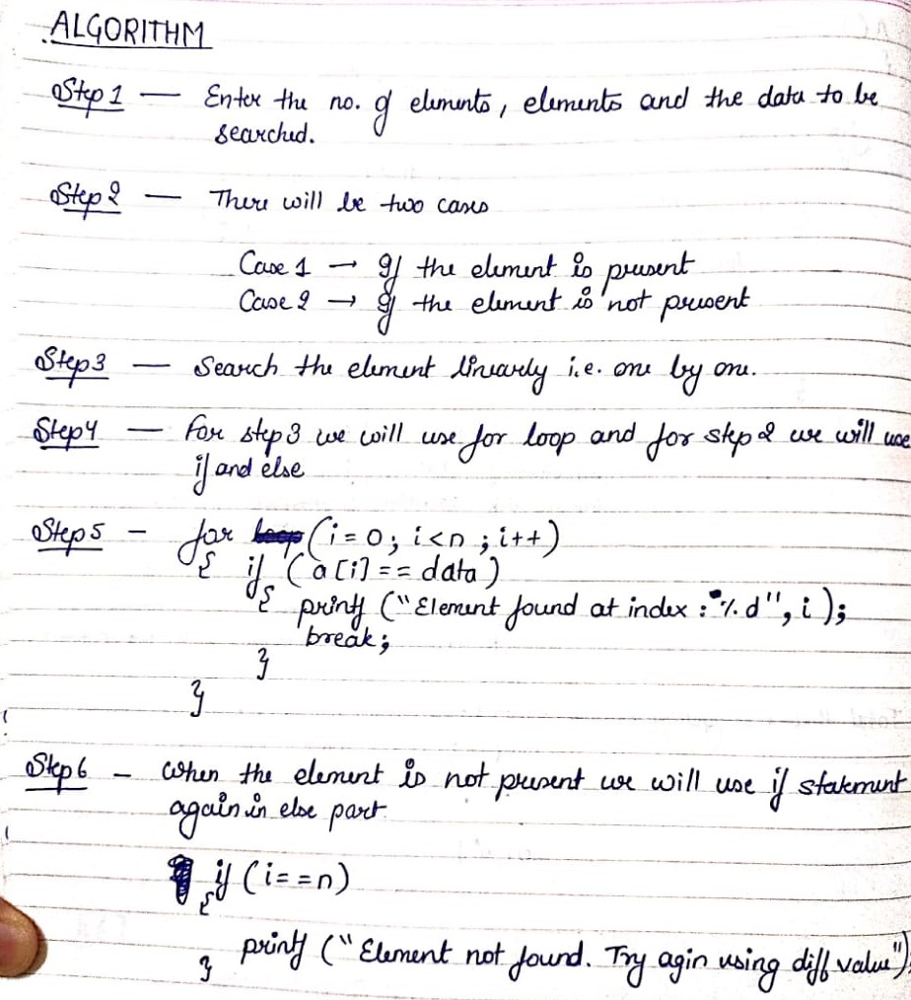 ALGORITHM
Step 1 — Enter the no. of elements, elements and the data to be
searched.
Step 2 — There will be two cases
Case 1 → If the element is present
Case 2 → If the element is not present
Step 3 — Search the element linearly i.e. one by one.
Step 4 — For step 3 we will use for loop and for step 2 we will use
if and else
Step 5 - for (i = 0; i<n ; i++)
{ if (a[i] == data)
{ printf ("Element found at index : %d", i);
break;
}
}
Step 6 - When the element is not present we will use if statement
again in else part
if (i==n)
{
printf ("Element not found. Try agin using diff value");
}